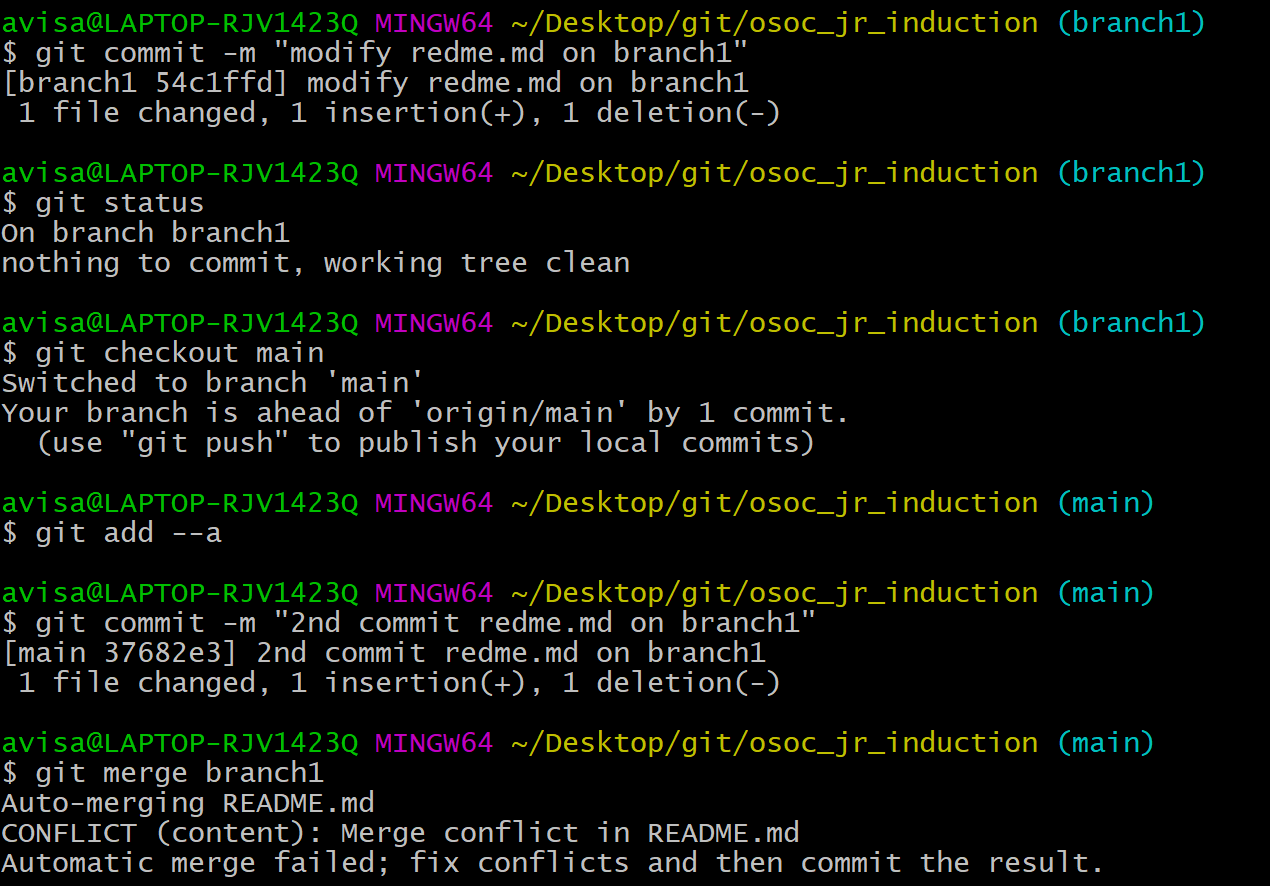 avisa@LAPTOP-RJV1423Q MINGW64 ~/Desktop/git/osoc_jr_induction (branch1)
$ git commit -m "modify redme.md on branch1"
[branch1 54c1ffd] modify redme.md on branch1
 1 file changed, 1 insertion(+), 1 deletion(-)
avisa@LAPTOP-RJV1423Q MINGW64 ~/Desktop/git/osoc_jr_induction (branch1)
$ git status
On branch branch1
nothing to commit, working tree clean
avisa@LAPTOP-RJV1423Q MINGW64 ~/Desktop/git/osoc_jr_induction (branch1)
$ git checkout main
Switched to branch 'main'
Your branch is ahead of 'origin/main' by 1 commit.
  (use "git push" to publish your local commits)
avisa@LAPTOP-RJV1423Q MINGW64 ~/Desktop/git/osoc_jr_induction (main)
$ git add --a
avisa@LAPTOP-RJV1423Q MINGW64 ~/Desktop/git/osoc_jr_induction (main)
$ git commit -m "2nd commit redme.md on branch1"
[main 37682e3] 2nd commit redme.md on branch1
 1 file changed, 1 insertion(+), 1 deletion(-)
avisa@LAPTOP-RJV1423Q MINGW64 ~/Desktop/git/osoc_jr_induction (main)
$ git merge branch1
Auto-merging README.md
CONFLICT (content): Merge conflict in README.md
Automatic merge failed; fix conflicts and then commit the result.